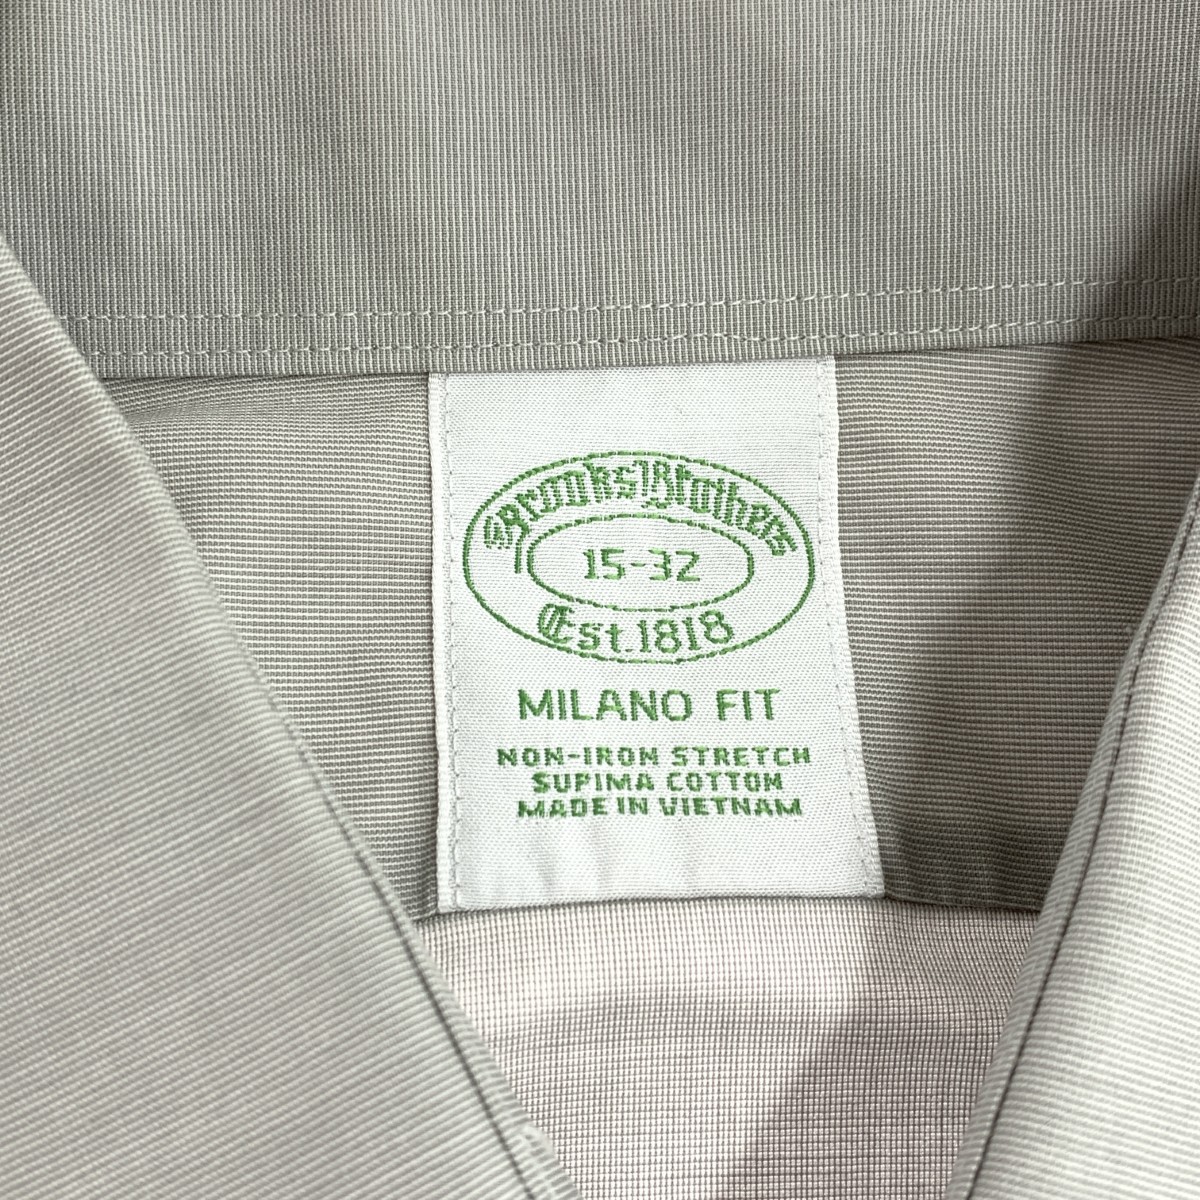 Brooks Brothers
15-32
Est. 1818
MILANO FIT
NON-IRON STRETCH
SUPIMA COTTON
MADE IN VIETNAM